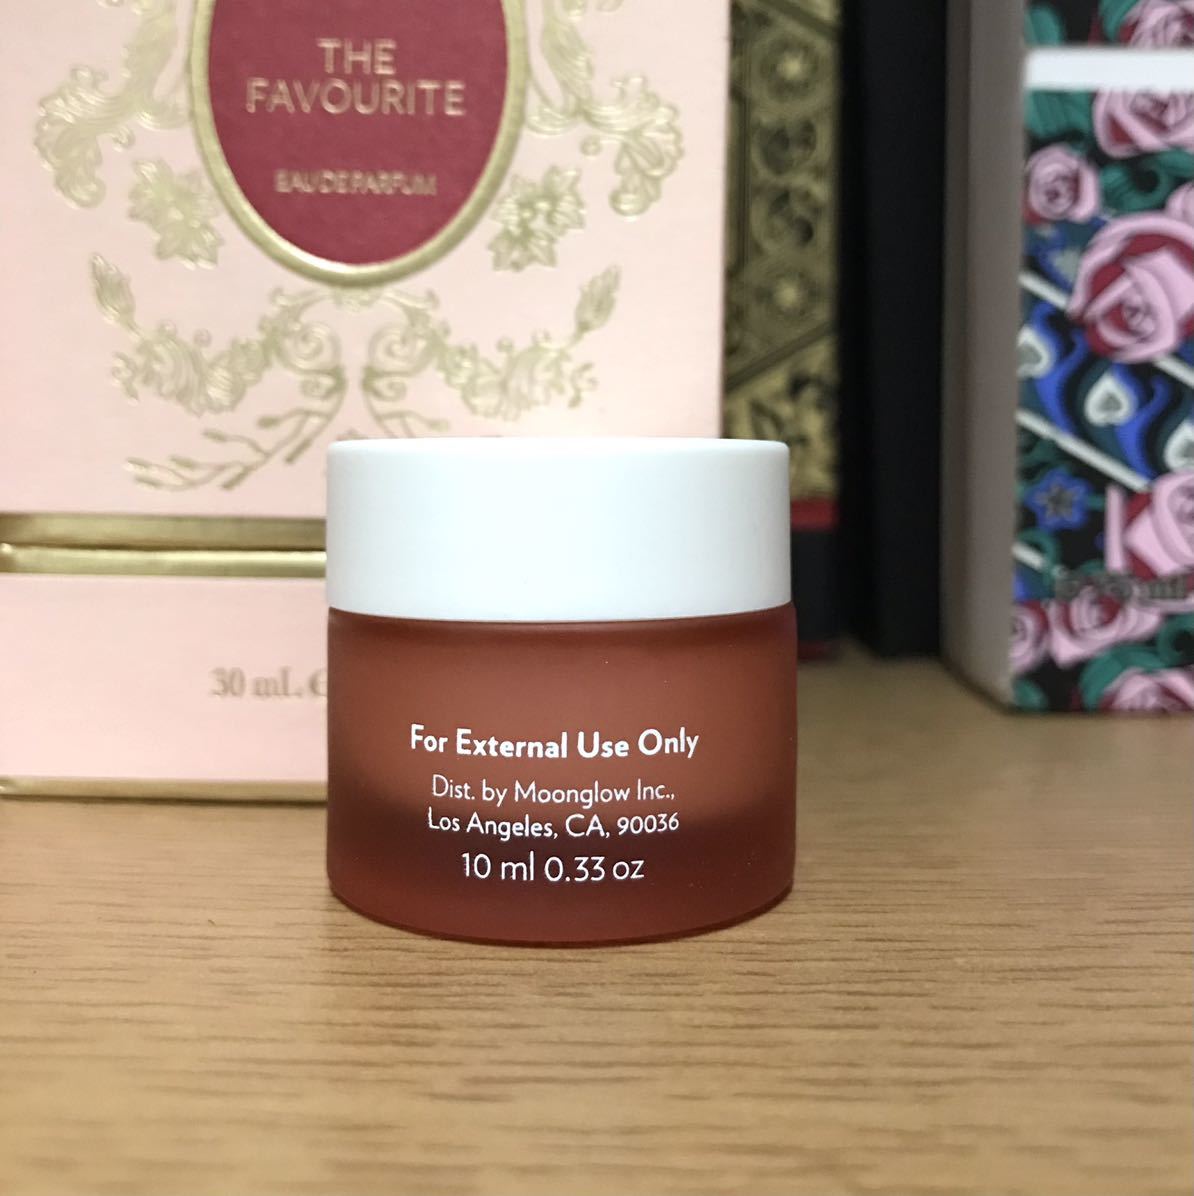 THE
FAVOURITE
EAU DE PARFUM
30 mL
For External Use Only
Dist. by Moonglow Inc.,
Los Angeles, CA, 90036
10 ml 0.33 oz